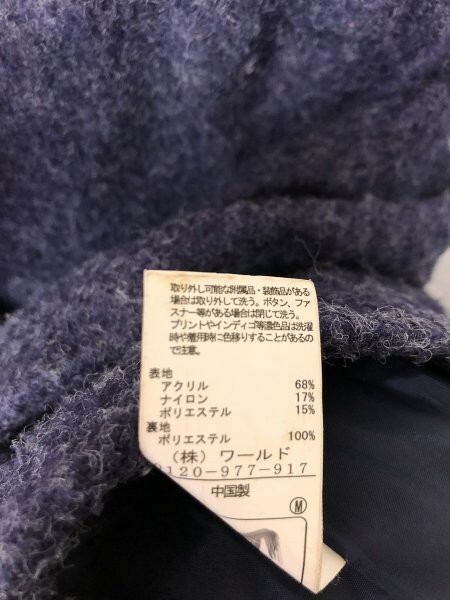 取り外し可能な附属品・装飾品がある
場合は取り外して洗う。ボタン、ファ
スナー等がある場合は閉じて洗う。
プリントやインディゴ等濃色品は洗濯
時や着用時に色移りすることがあるの
で注意。
表地
アクリル 68%
ナイロン 17%
ポリエステル 15%
裏地
ポリエステル 100%
(株) ワールド
0120-977-917
中国製
M